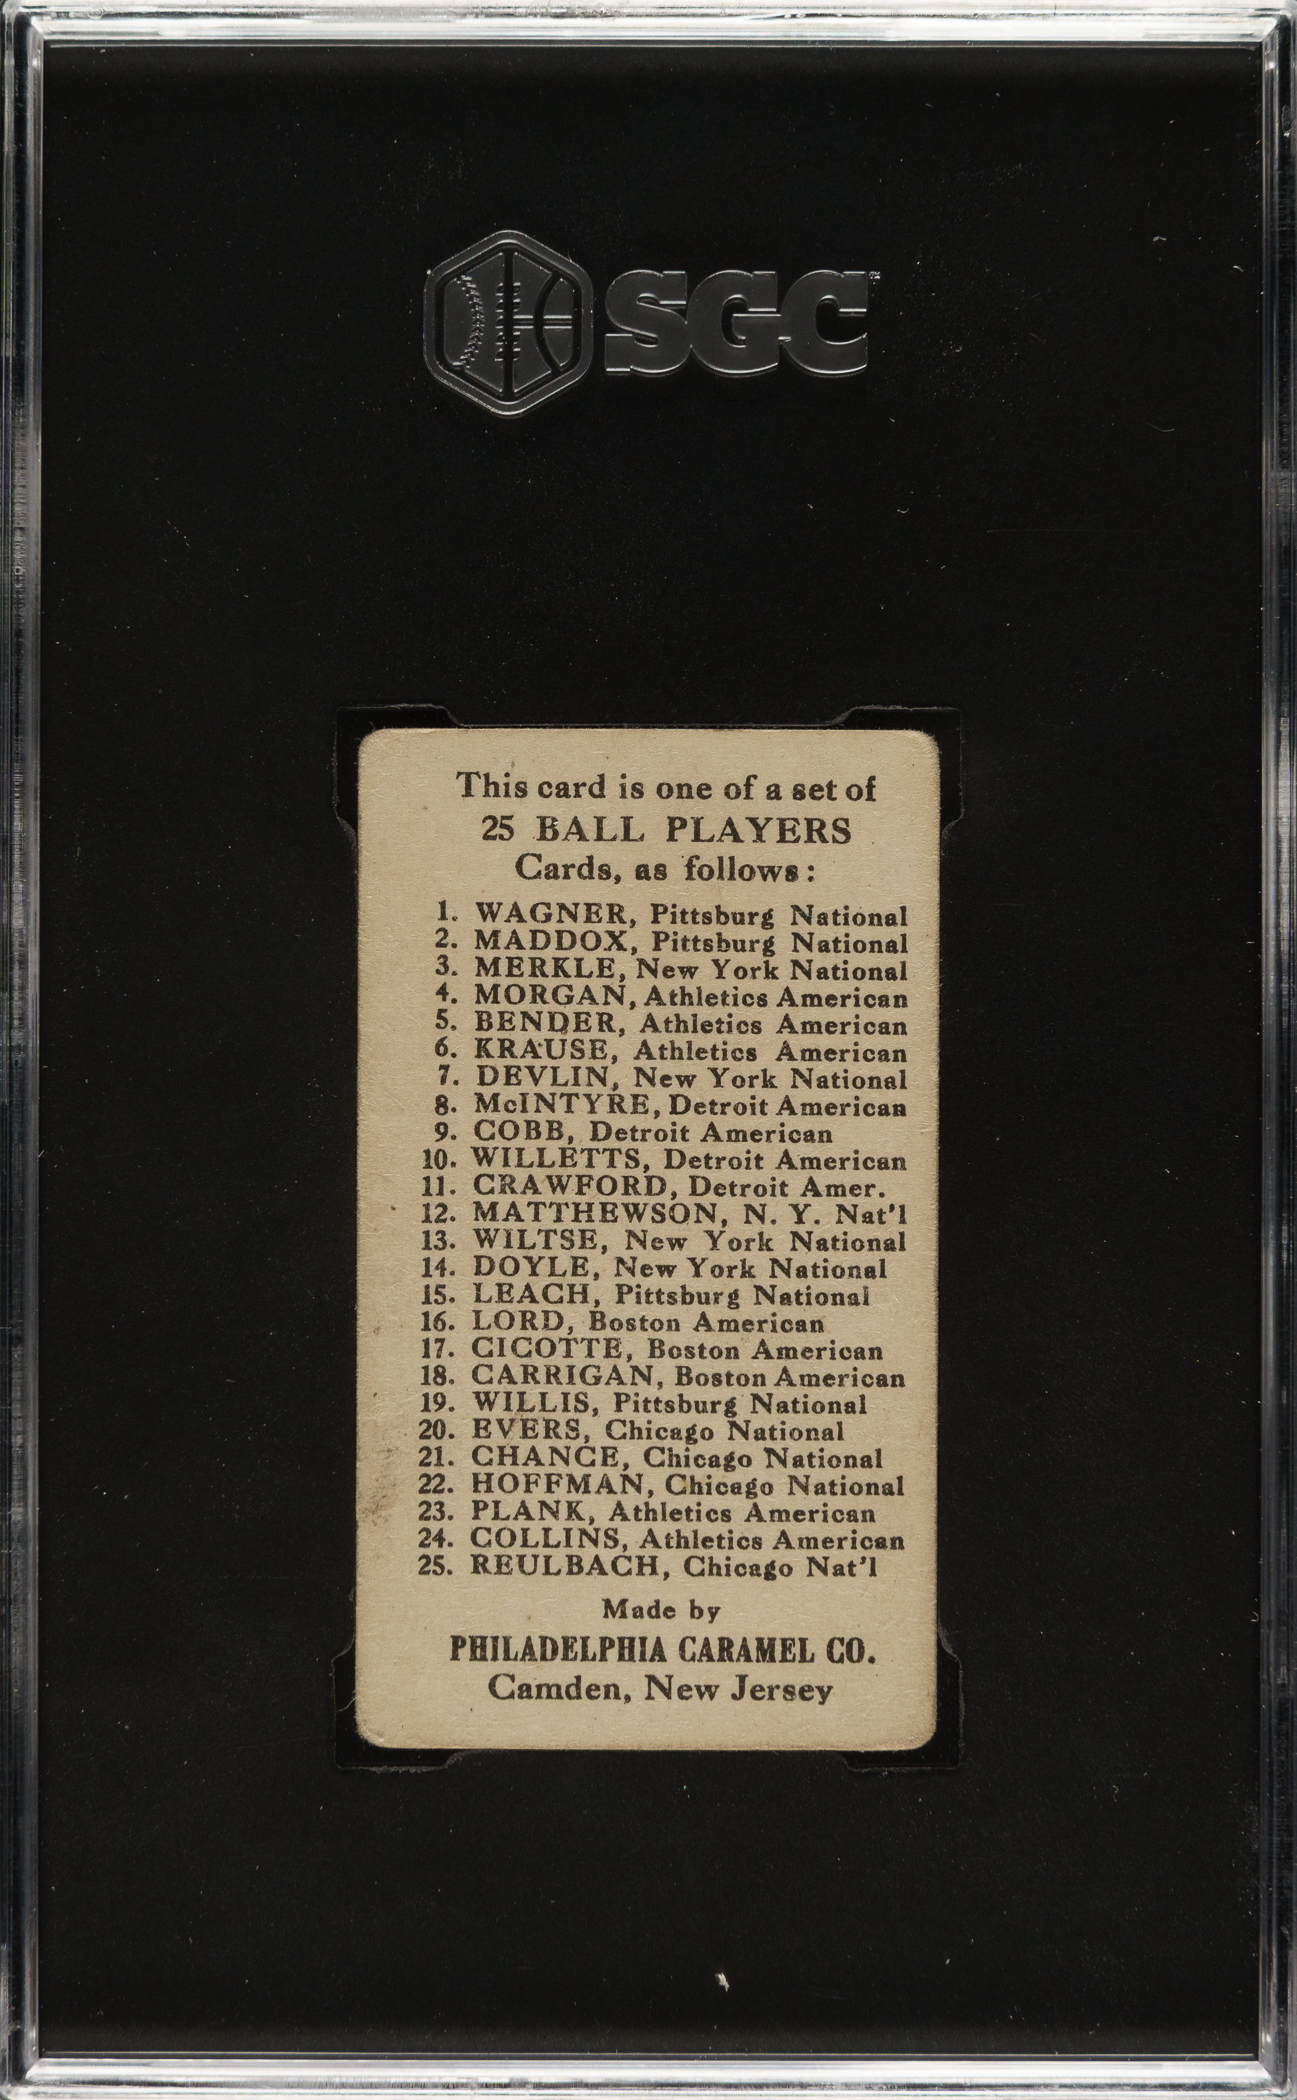 SGC
This card is one of a set of
25 BALL PLAYERS
Cards, as follows:
1. WAGNER, Pittsburg National
2. MADDOX, Pittsburg National
3. MERKLE, New York National
4. MORGAN, Athletics American
5. BENDER, Athletics American
6. KRAUSE, Athletics American
7. DEVLIN, New York National
8. McINTYRE, Detroit American
9. COBB, Detroit American
10. WILLETTS, Detroit American
11. CRAWFORD, Detroit Amer.
12. MATTHEWSON, N. Y. Nat'l
13. WILTSE, New York National
14. DOYLE, New York National
15. LEACH, Pittsburg National
16. LORD, Boston American
17. CICOTTE, Boston American
18. CARRIGAN, Boston American
19. WILLIS, Pittsburg National
20. EVERS, Chicago National
21. CHANCE, Chicago National
22. HOFFMAN, Chicago National
23. PLANK, Athletics American
24. COLLINS, Athletics American
25. REULBACH, Chicago Nat'l
Made by
PHILADELPHIA CARAMEL CO.
Camden, New Jersey